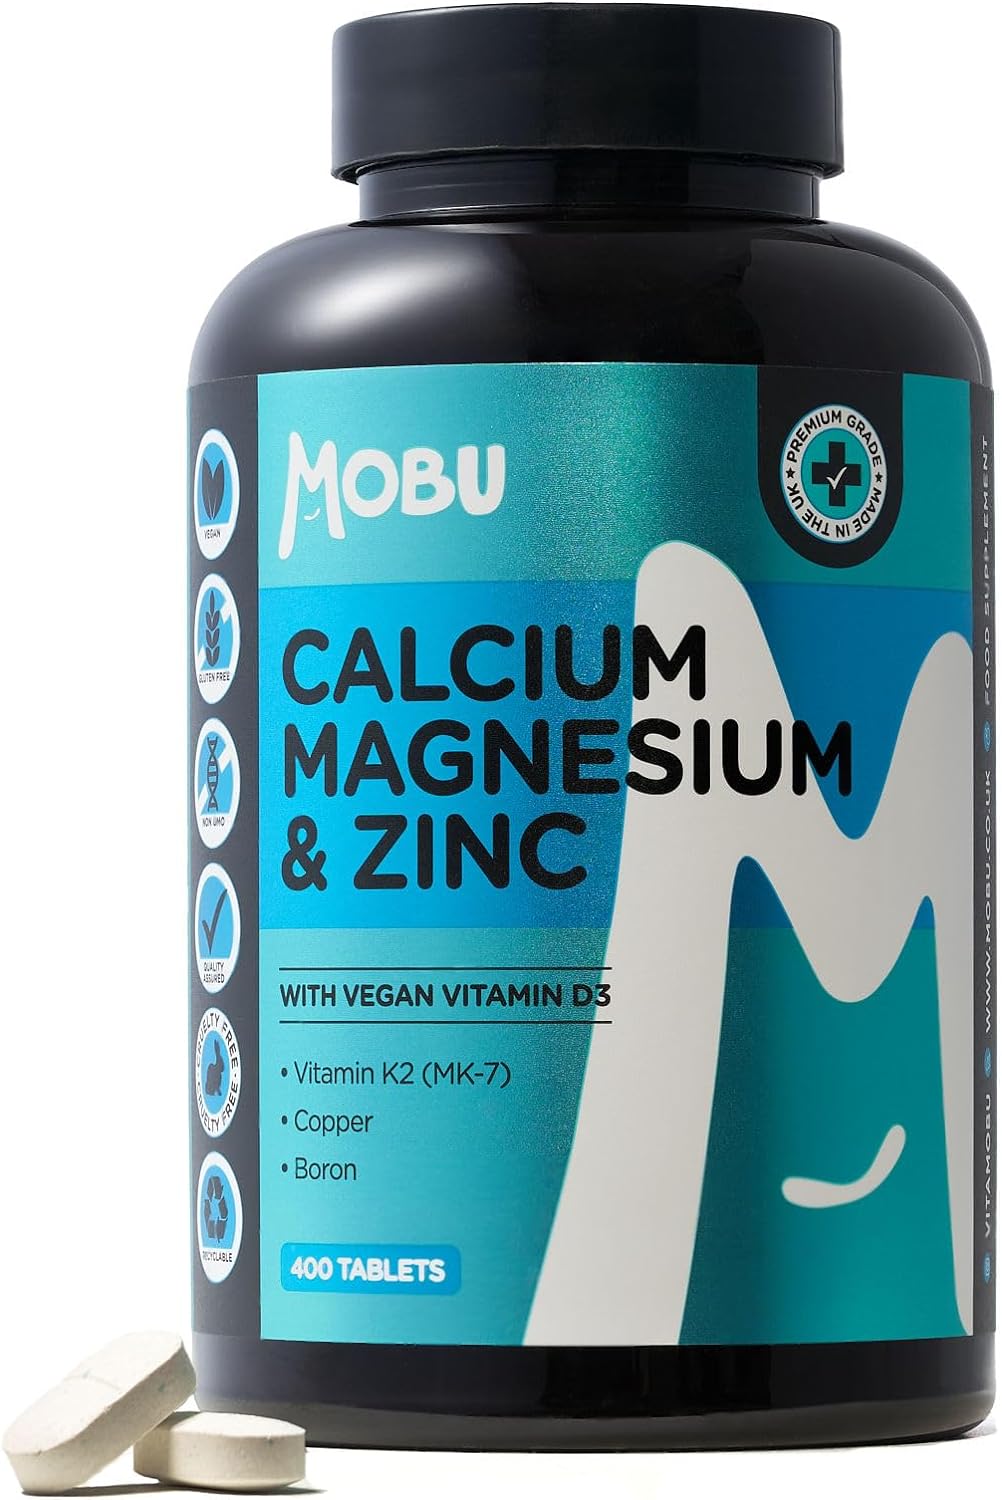 MOBU
PREMIUM GRADE ★ MADE IN THE UK ★
CALCIUM
MAGNESIUM
& ZINC
WITH VEGAN VITAMIN D3
• Vitamin K2 (MK-7)
• Copper
• Boron
400 TABLETS
VEGAN
GLUTEN FREE
NON GMO
QUALITY
ASSURED
CRUELTY FREE
CRUELTY FREE
RECYCLABLE
VITAMOBU WWW.MOBU.CO.UK FOOD SUPPLEMENT